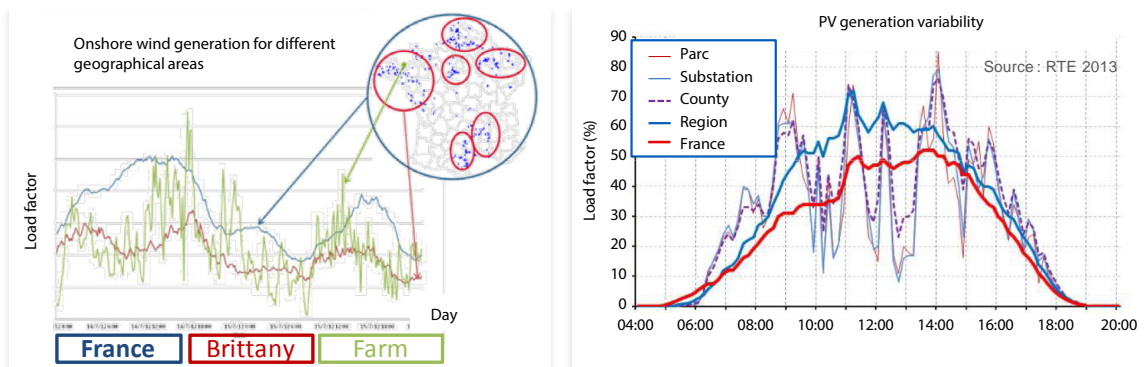 Onshore wind generation for different
geographical areas
Load factor
Day
France
Brittany
Farm
PV generation variability
90
80
70
60
50
40
30
20
10
0
Load factor (%)
Parc
Substation
County
Region
France
Source : RTE 2013
04:00
06:00
08:00
10:00
12:00
14:00
16:00
18:00
20:00